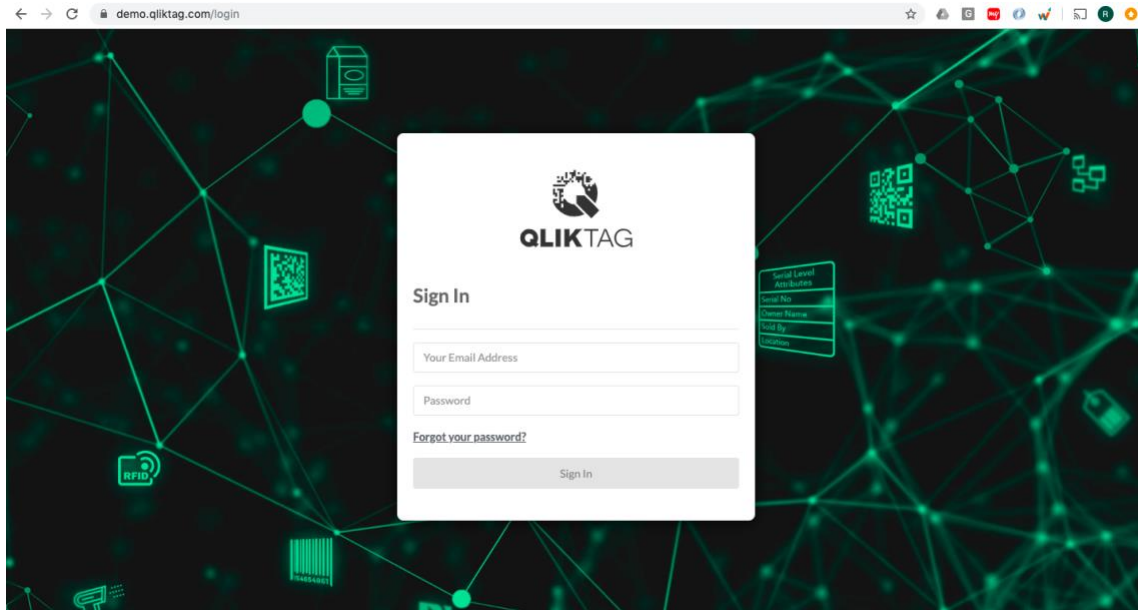 demo.qliktag.com/login
G
R
QLIKTAG
Sign In
Your Email Address
Password
Forgot your password?
Sign In
Serial Level
Attributes
Serial No
Owner Name
Sold By
Location
RFID